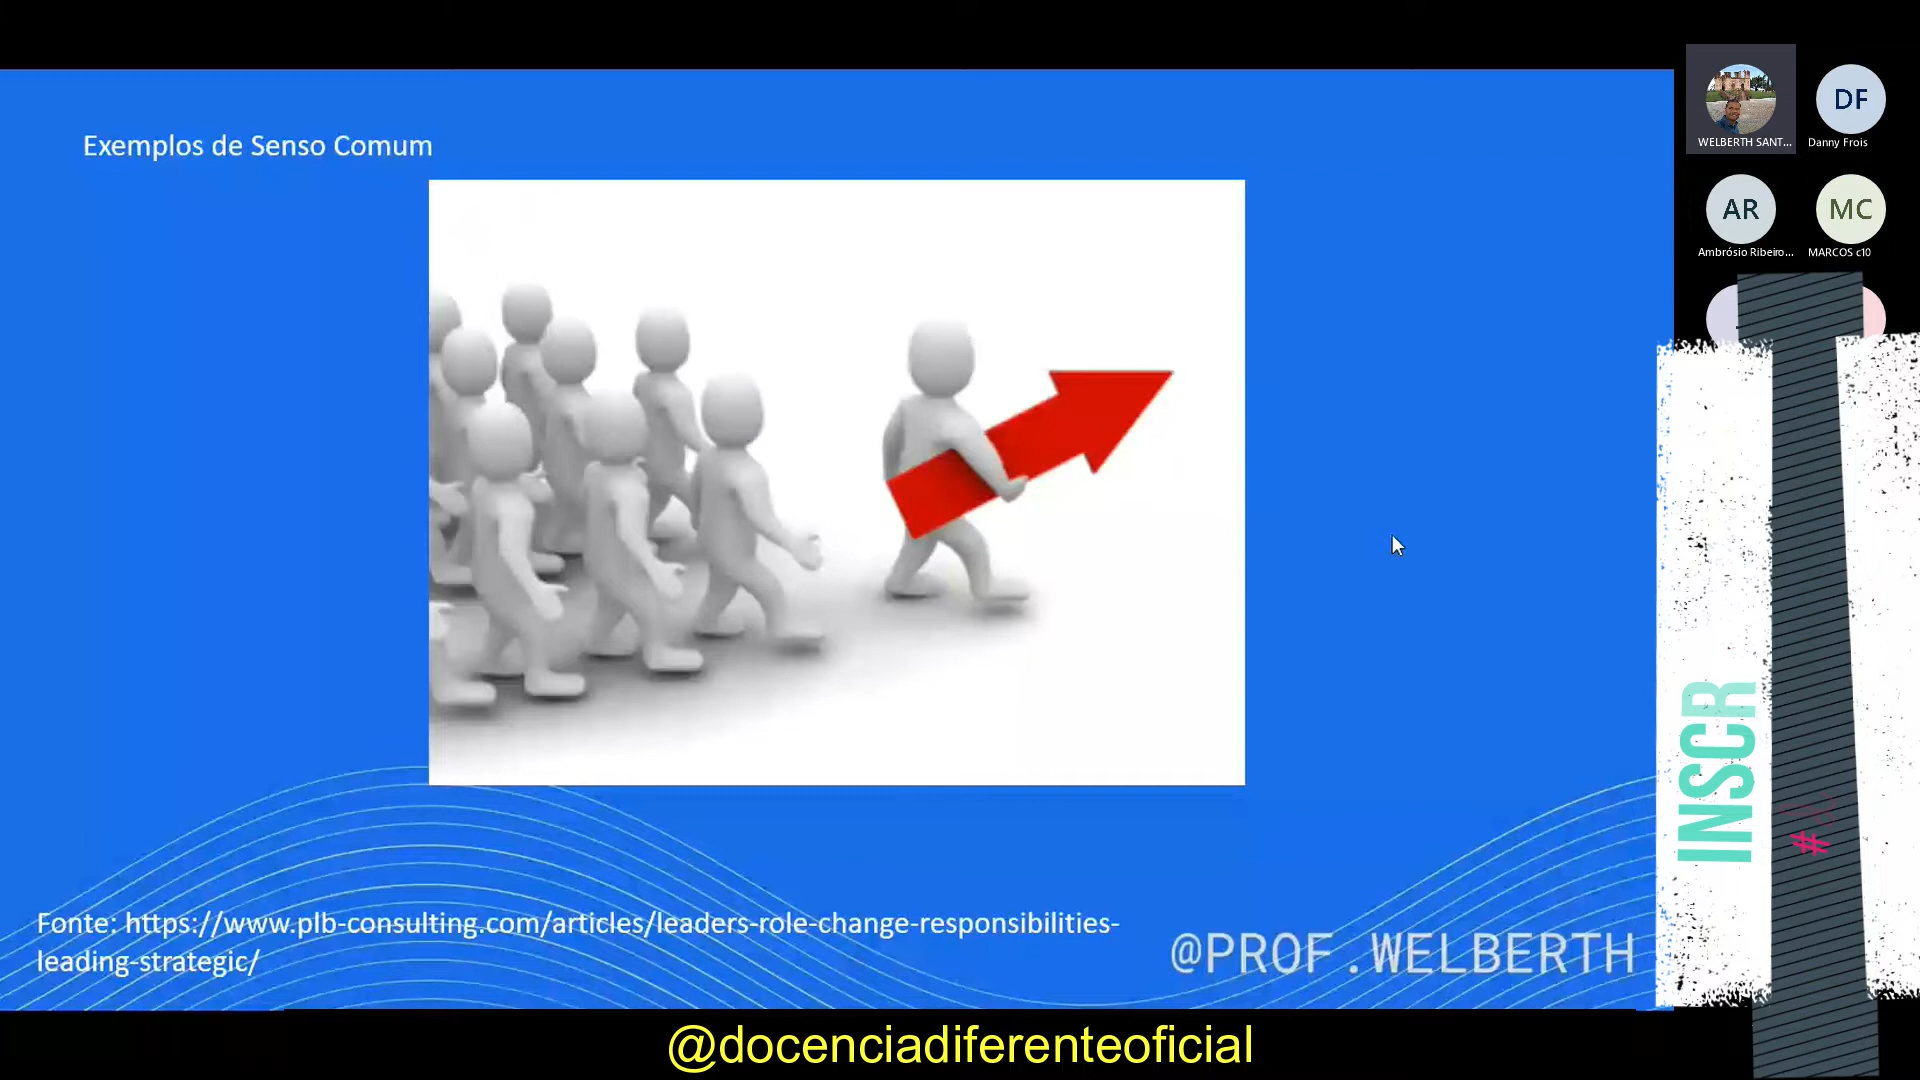 Exemplos de Senso Comum
WELBERTH SANT...
DF
Danny Frois
AR
Ambrósio Ribeiro...
MC
MARCOS c10
INSCR
#
Fonte: https://www.plb-consulting.com/articles/leaders-role-change-responsibilities-
leading-strategic/
@PROF.WELBERTH
@docenciadiferenteoficial